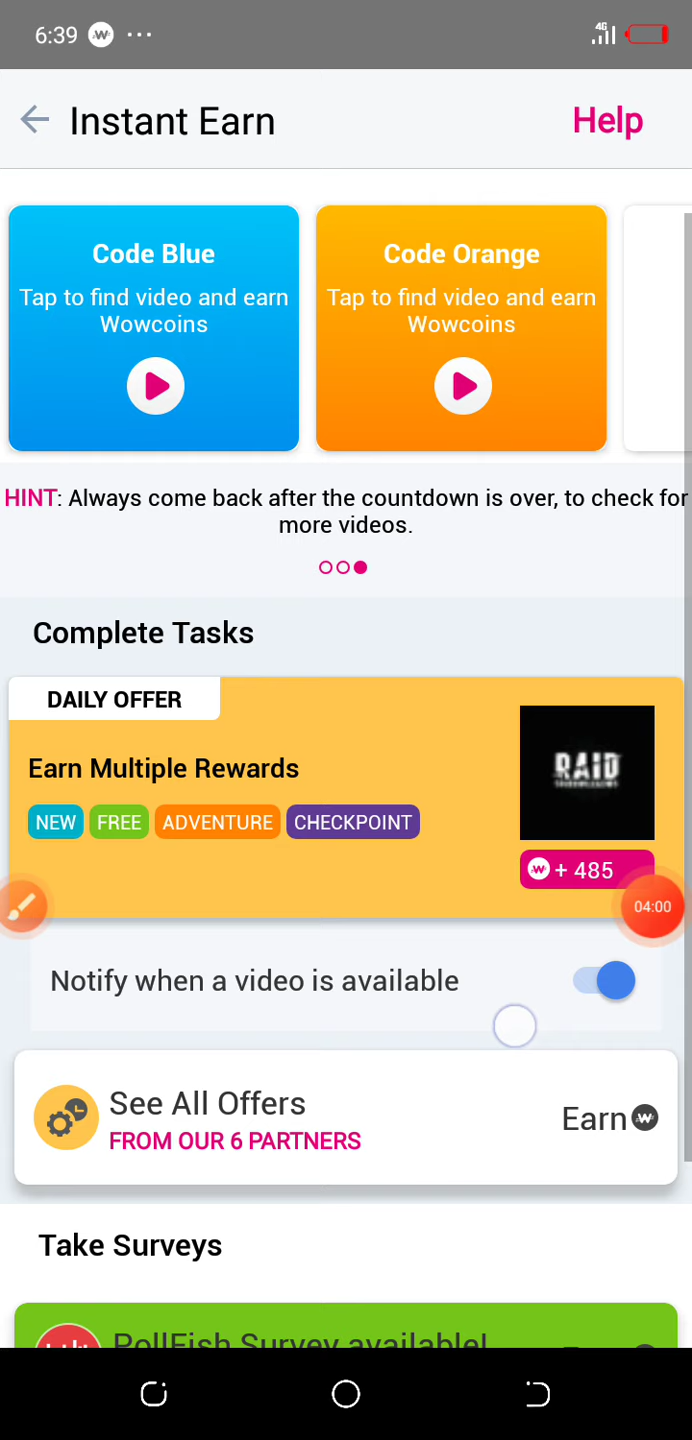 6:39
4G
Instant Earn
Help
Code Blue
Tap to find video and earn
Wowcoins
Code Orange
Tap to find video and earn
Wowcoins
HINT: Always come back after the countdown is over, to check for
more videos.
Complete Tasks
DAILY OFFER
Earn Multiple Rewards
NEW FREE ADVENTURE CHECKPOINT
RAID
+ 485
04:00
Notify when a video is available
See All Offers
FROM OUR 6 PARTNERS
Earn
Take Surveys
PollFish Survey available!